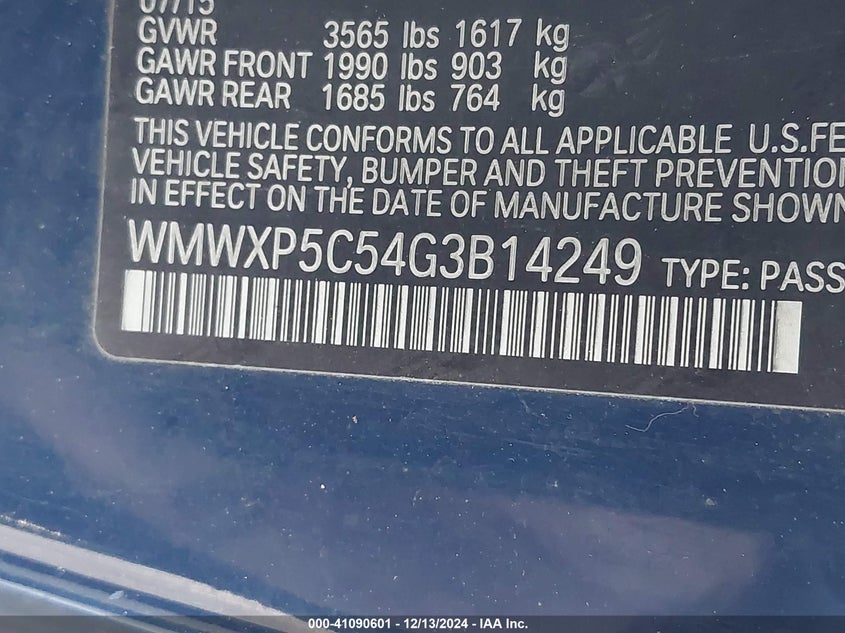 07/15
GVWR 3565 lbs 1617 kg
GAWR FRONT 1990 lbs 903 kg
GAWR REAR 1685 lbs 764 kg
THIS VEHICLE CONFORMS TO ALL APPLICABLE U.S.FE
VEHICLE SAFETY, BUMPER AND THEFT PREVENTION
IN EFFECT ON THE DATE OF MANUFACTURE SHOWN
WMWXP5C54G3B14249 TYPE: PASS
000-41090601 - 12/13/2024 - IAA Inc.